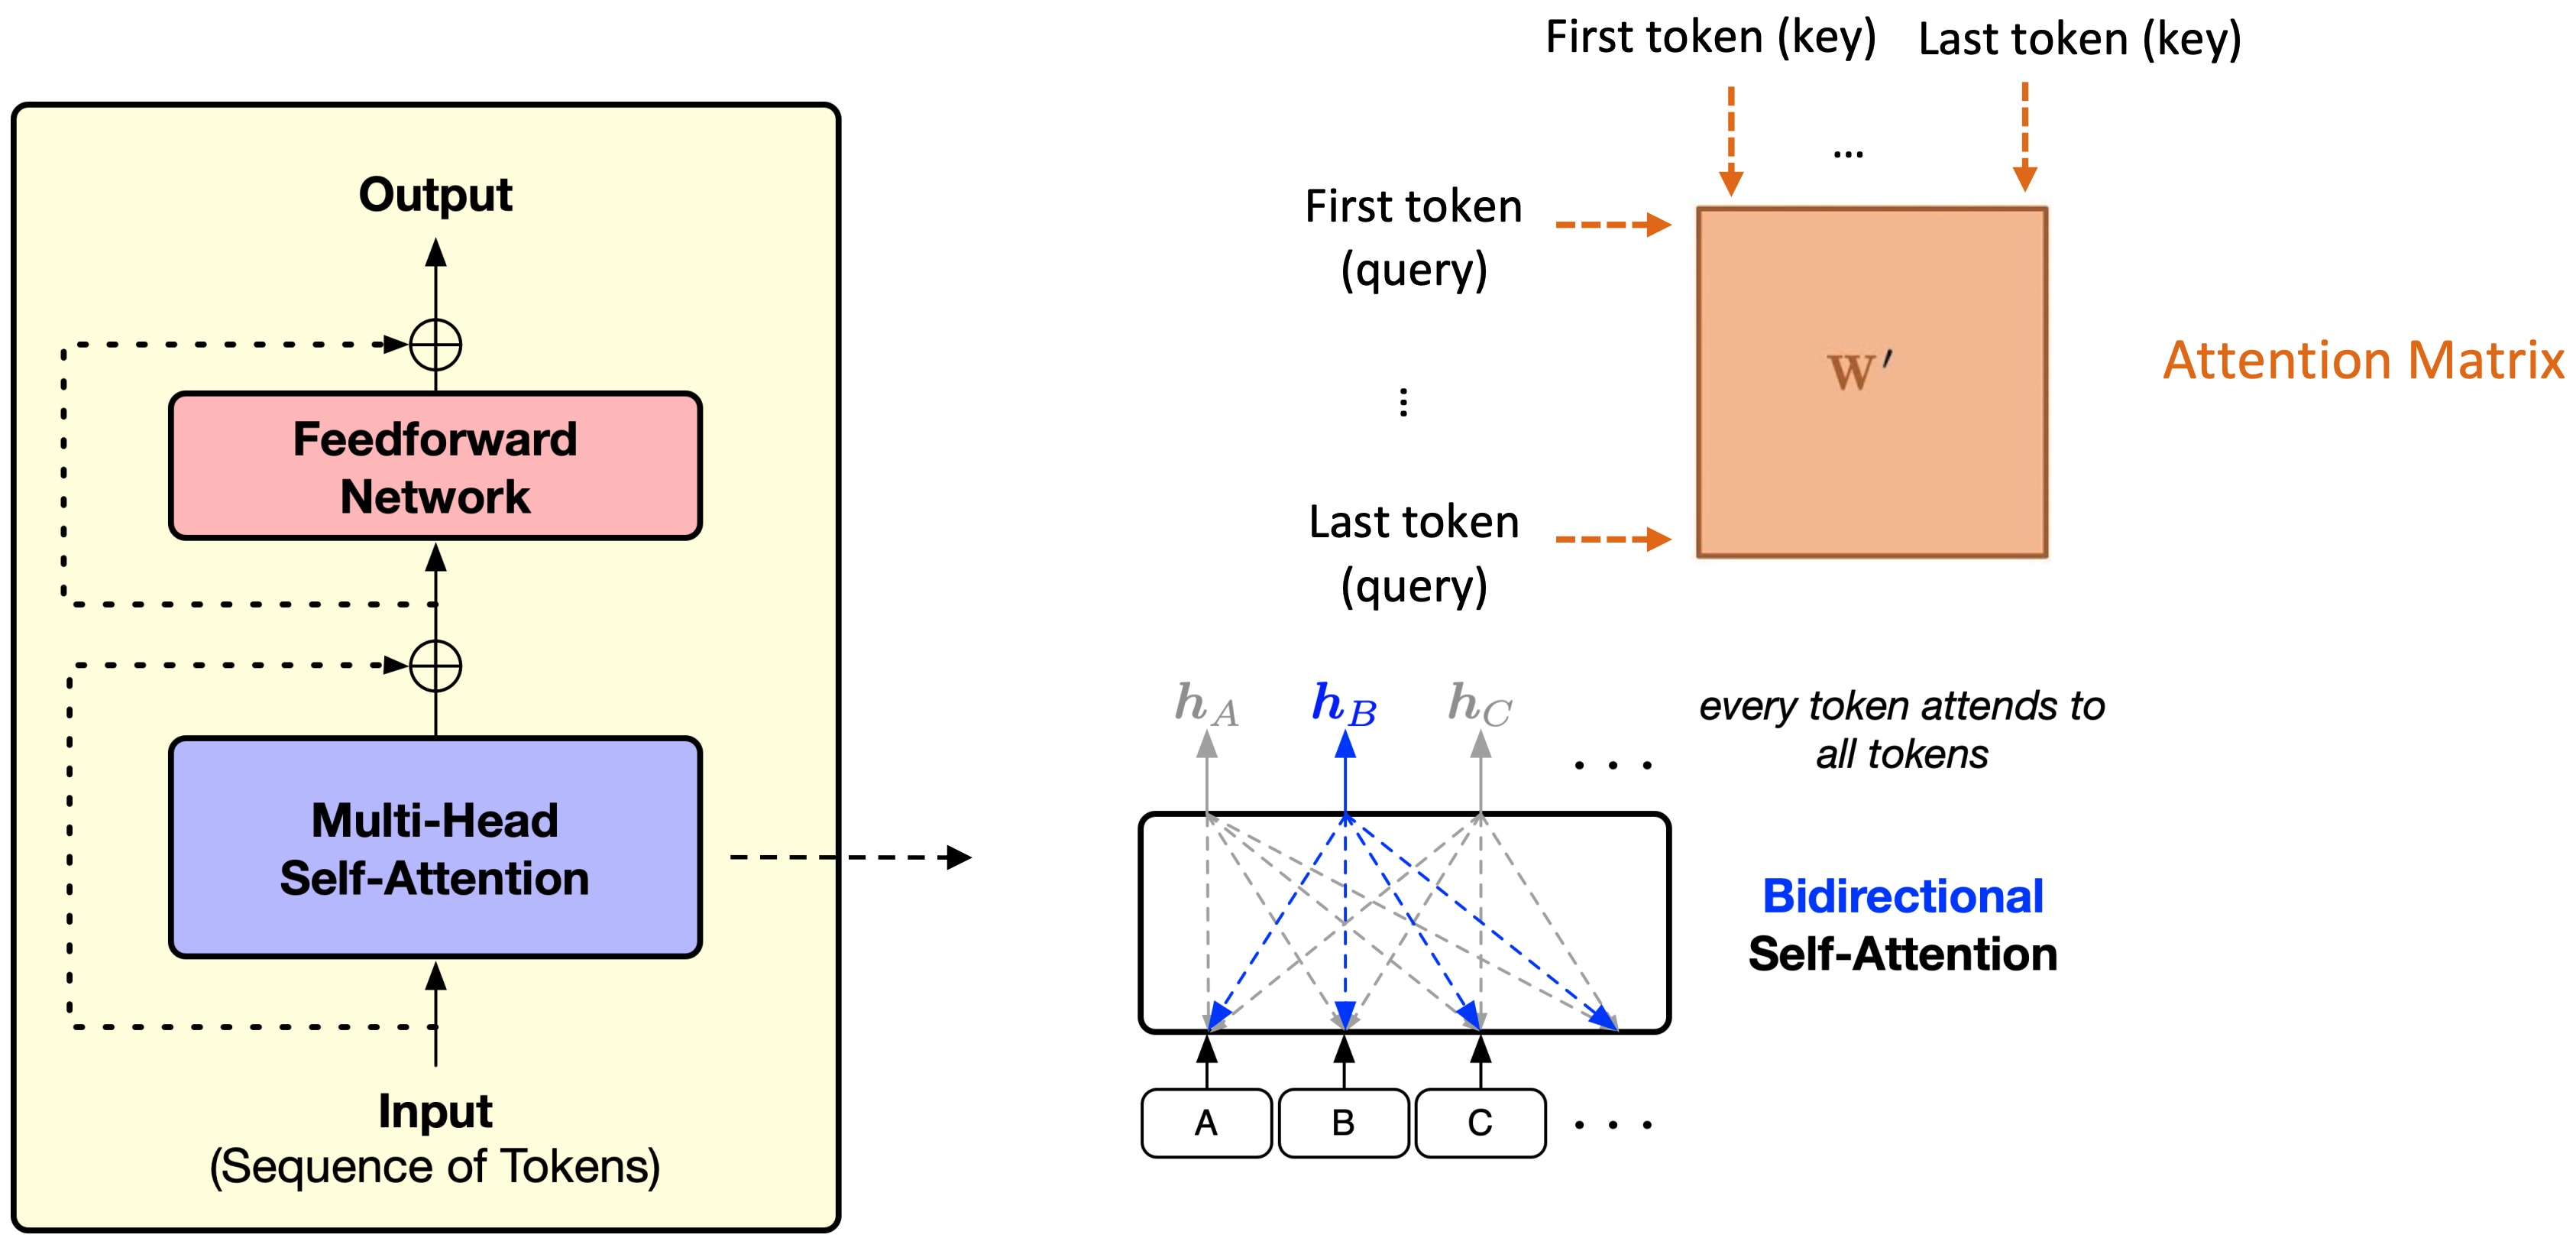 Output
Feedforward
Network
Multi-Head
Self-Attention
Input
(Sequence of Tokens)
First token (key)
Last token (key)
...
First token
(query)
⋮
Last token
(query)
W′
Attention Matrix
h_A
h_B
h_C
. . .
every token attends to
all tokens
Bidirectional
Self-Attention
A
B
C
. . .